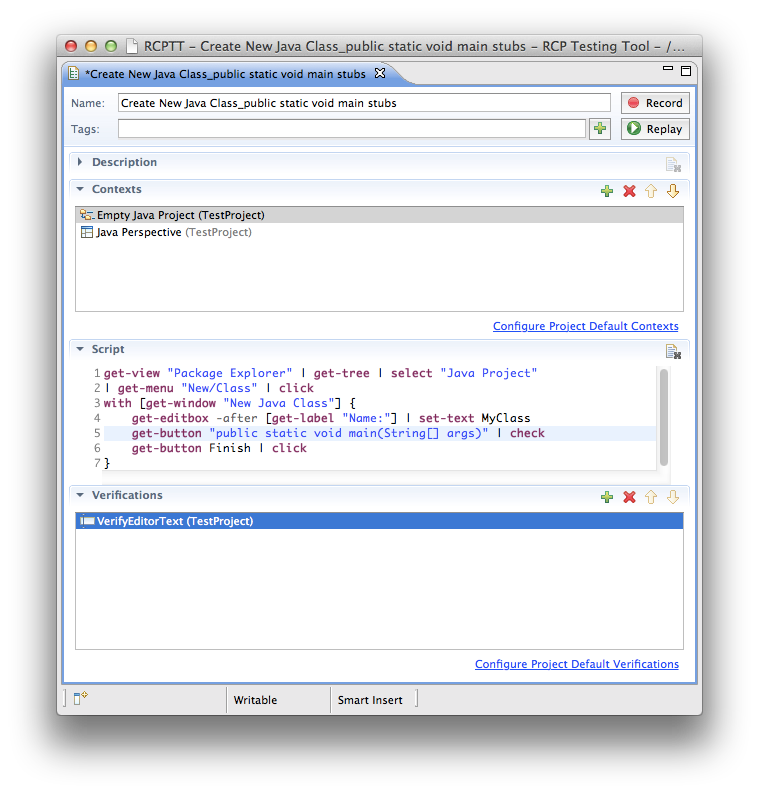 RCPTT – Create New Java Class_public static void main stubs – RCP Testing Tool – /...
*Create New Java Class_public static void main stubs
Name: Create New Java Class_public static void main stubs Record
Tags: Replay
Description
Contexts
Empty Java Project (TestProject)
Java Perspective (TestProject)
Configure Project Default Contexts
Script
1 get-view "Package Explorer" | get-tree | select "Java Project"
2 | get-menu "New/Class" | click
3 with [get-window "New Java Class"] {
4     get-editbox -after [get-label "Name:"] | set-text MyClass
5     get-button "public static void main(String[] args)" | check
6     get-button Finish | click
7 }
Verifications
VerifyEditorText (TestProject)
Configure Project Default Verifications
Writable Smart Insert